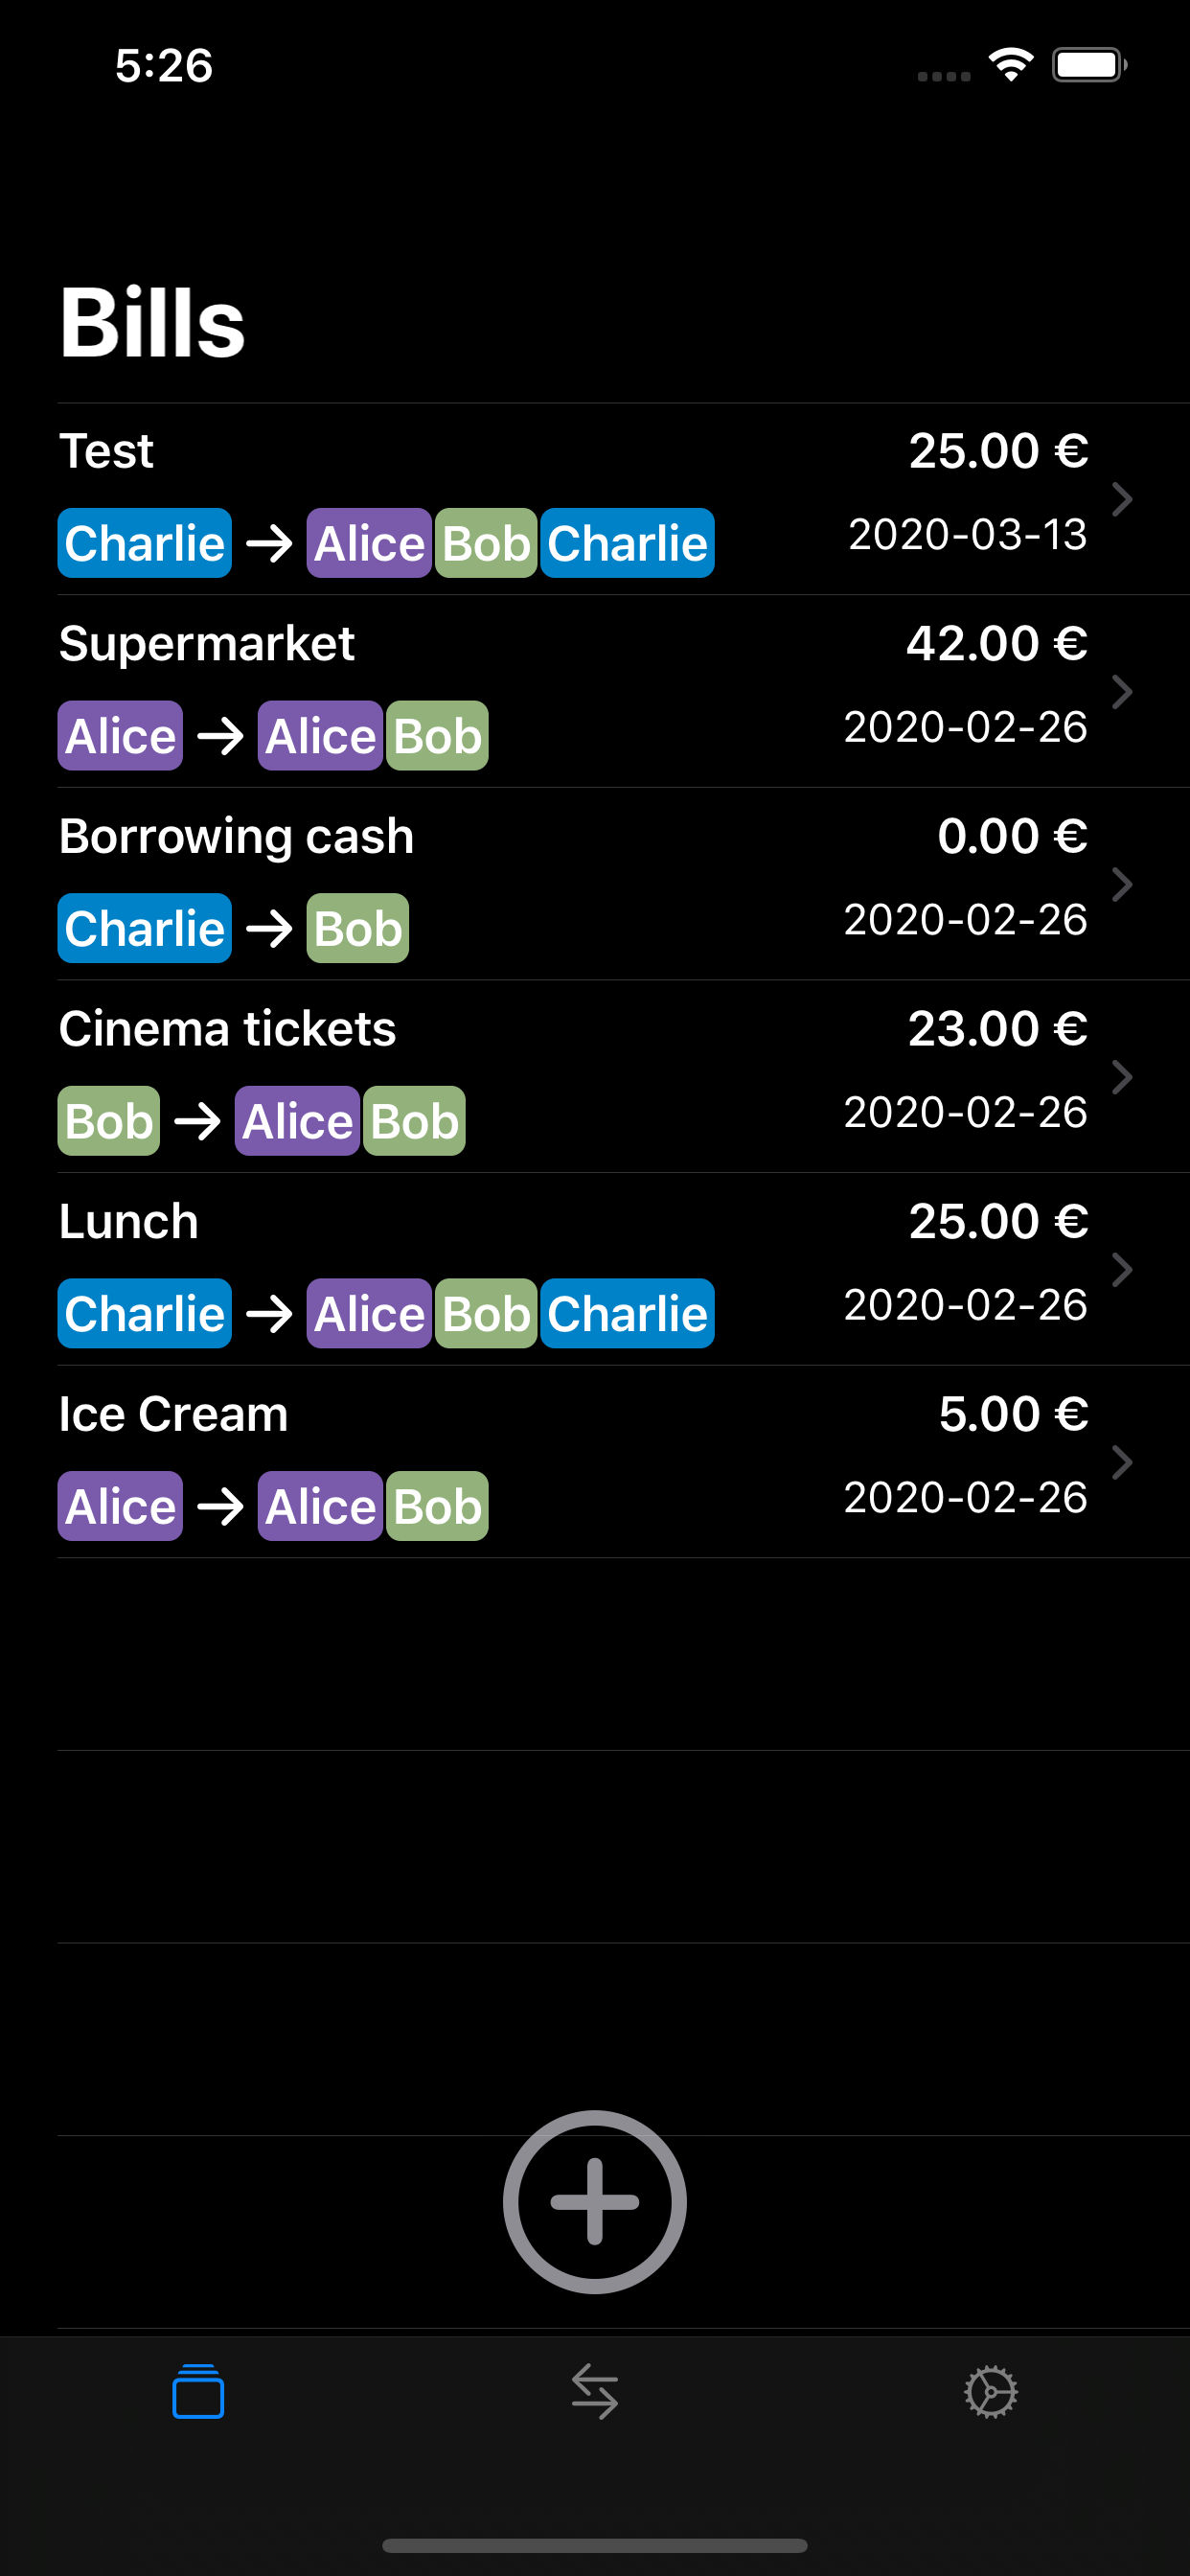 5:26
Bills
Test 25.00 €
Charlie → Alice Bob Charlie 2020-03-13
Supermarket 42.00 €
Alice → Alice Bob 2020-02-26
Borrowing cash 0.00 €
Charlie → Bob 2020-02-26
Cinema tickets 23.00 €
Bob → Alice Bob 2020-02-26
Lunch 25.00 €
Charlie → Alice Bob Charlie 2020-02-26
Ice Cream 5.00 €
Alice → Alice Bob 2020-02-26